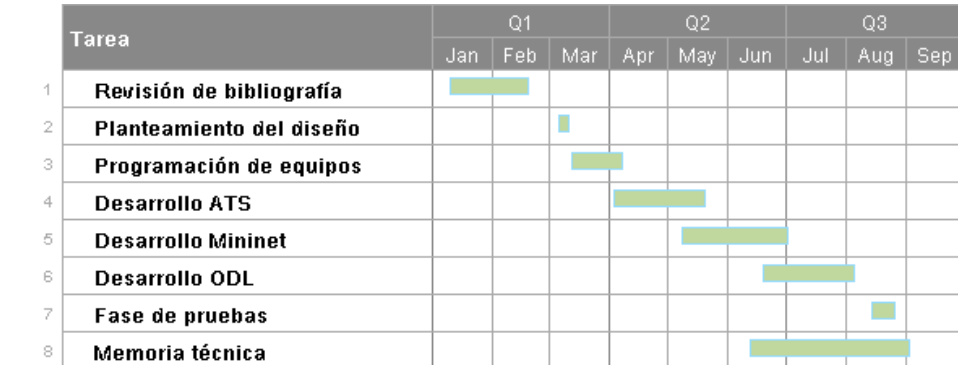 Tarea Q1 Q2 Q3
Jan Feb Mar Apr May Jun Jul Aug Sep
1 Revisión de bibliografía
2 Planteamiento del diseño
3 Programación de equipos
4 Desarrollo ATS
5 Desarrollo Mininet
6 Desarrollo ODL
7 Fase de pruebas
8 Memoria técnica